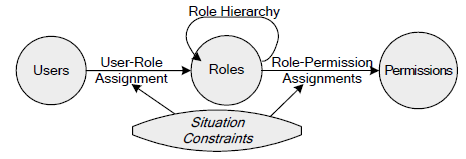 Role Hierarchy
Users
User-Role
Assignment
Roles
Role-Permission
Assignments
Permissions
Situation
Constraints